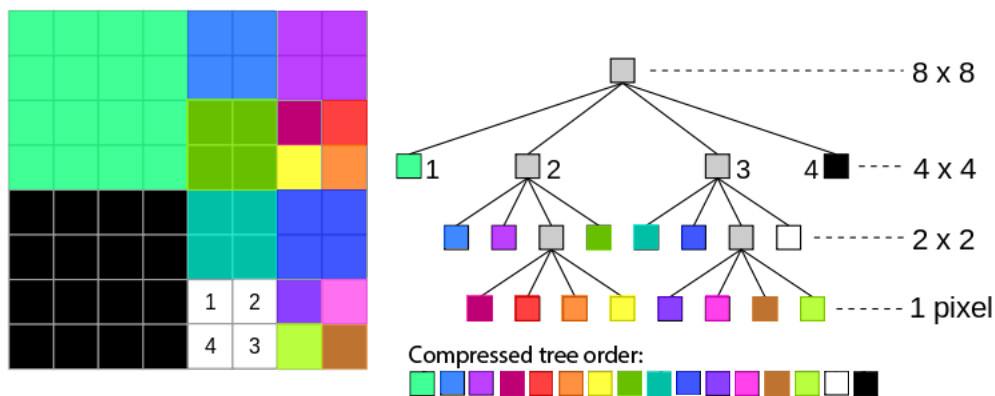 8 x 8
1 2 3 4 4 x 4
2 x 2
1 2
4 3
1 pixel
Compressed tree order: